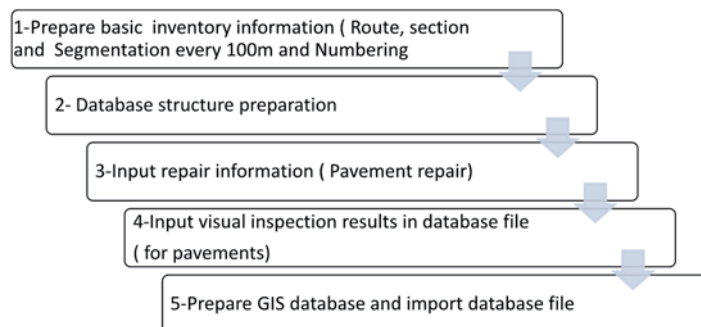 1-Prepare basic inventory information ( Route, section
and Segmentation every 100m and Numbering
2- Database structure preparation
3-Input repair information ( Pavement repair)
4-Input visual inspection results in database file
( for pavements)
5-Prepare GIS database and import database file